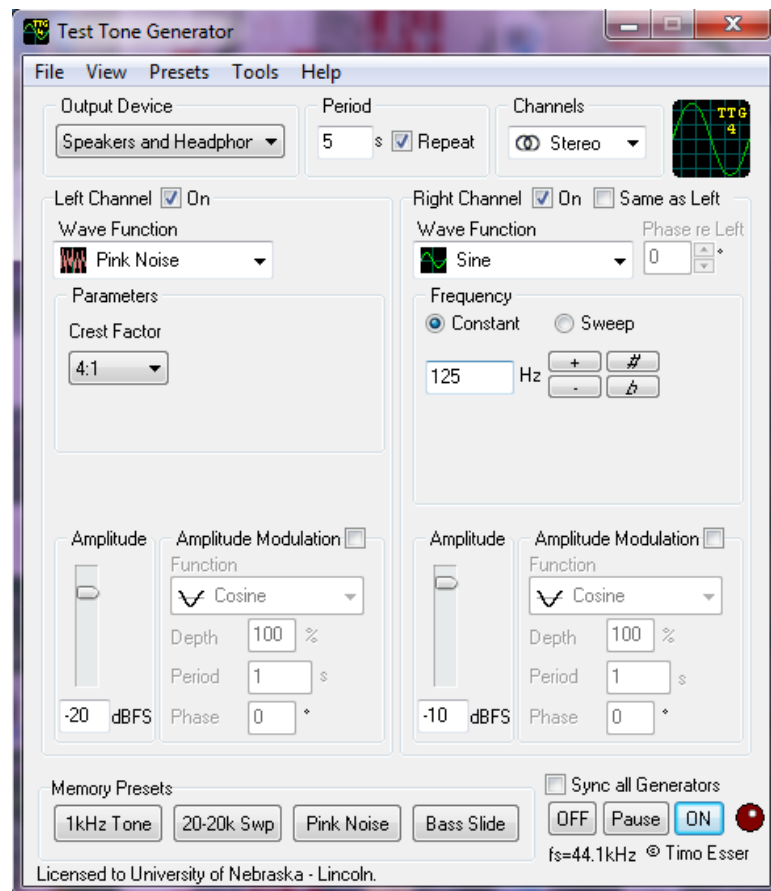 Test Tone Generator
File View Presets Tools Help
Output Device Period Channels
TTG
4
Speakers and Headphor 5 s Repeat Stereo
Left Channel On
Wave Function
Pink Noise
Parameters
Crest Factor
4:1
Amplitude Amplitude Modulation
Function
Cosine
Depth 100 %
Period 1 s
-20 dBFS Phase 0 °
Right Channel On Same as Left
Wave Function Phase re Left
Sine 0 °
Frequency
Constant Sweep
125 Hz + #
- b
Amplitude Amplitude Modulation
Function
Cosine
Depth 100 %
Period 1 s
-10 dBFS Phase 0 °
Memory Presets
1kHz Tone 20-20k Swp Pink Noise Bass Slide
Sync all Generators
OFF Pause ON
fs=44.1kHz © Timo Esser
Licensed to University of Nebraska - Lincoln.